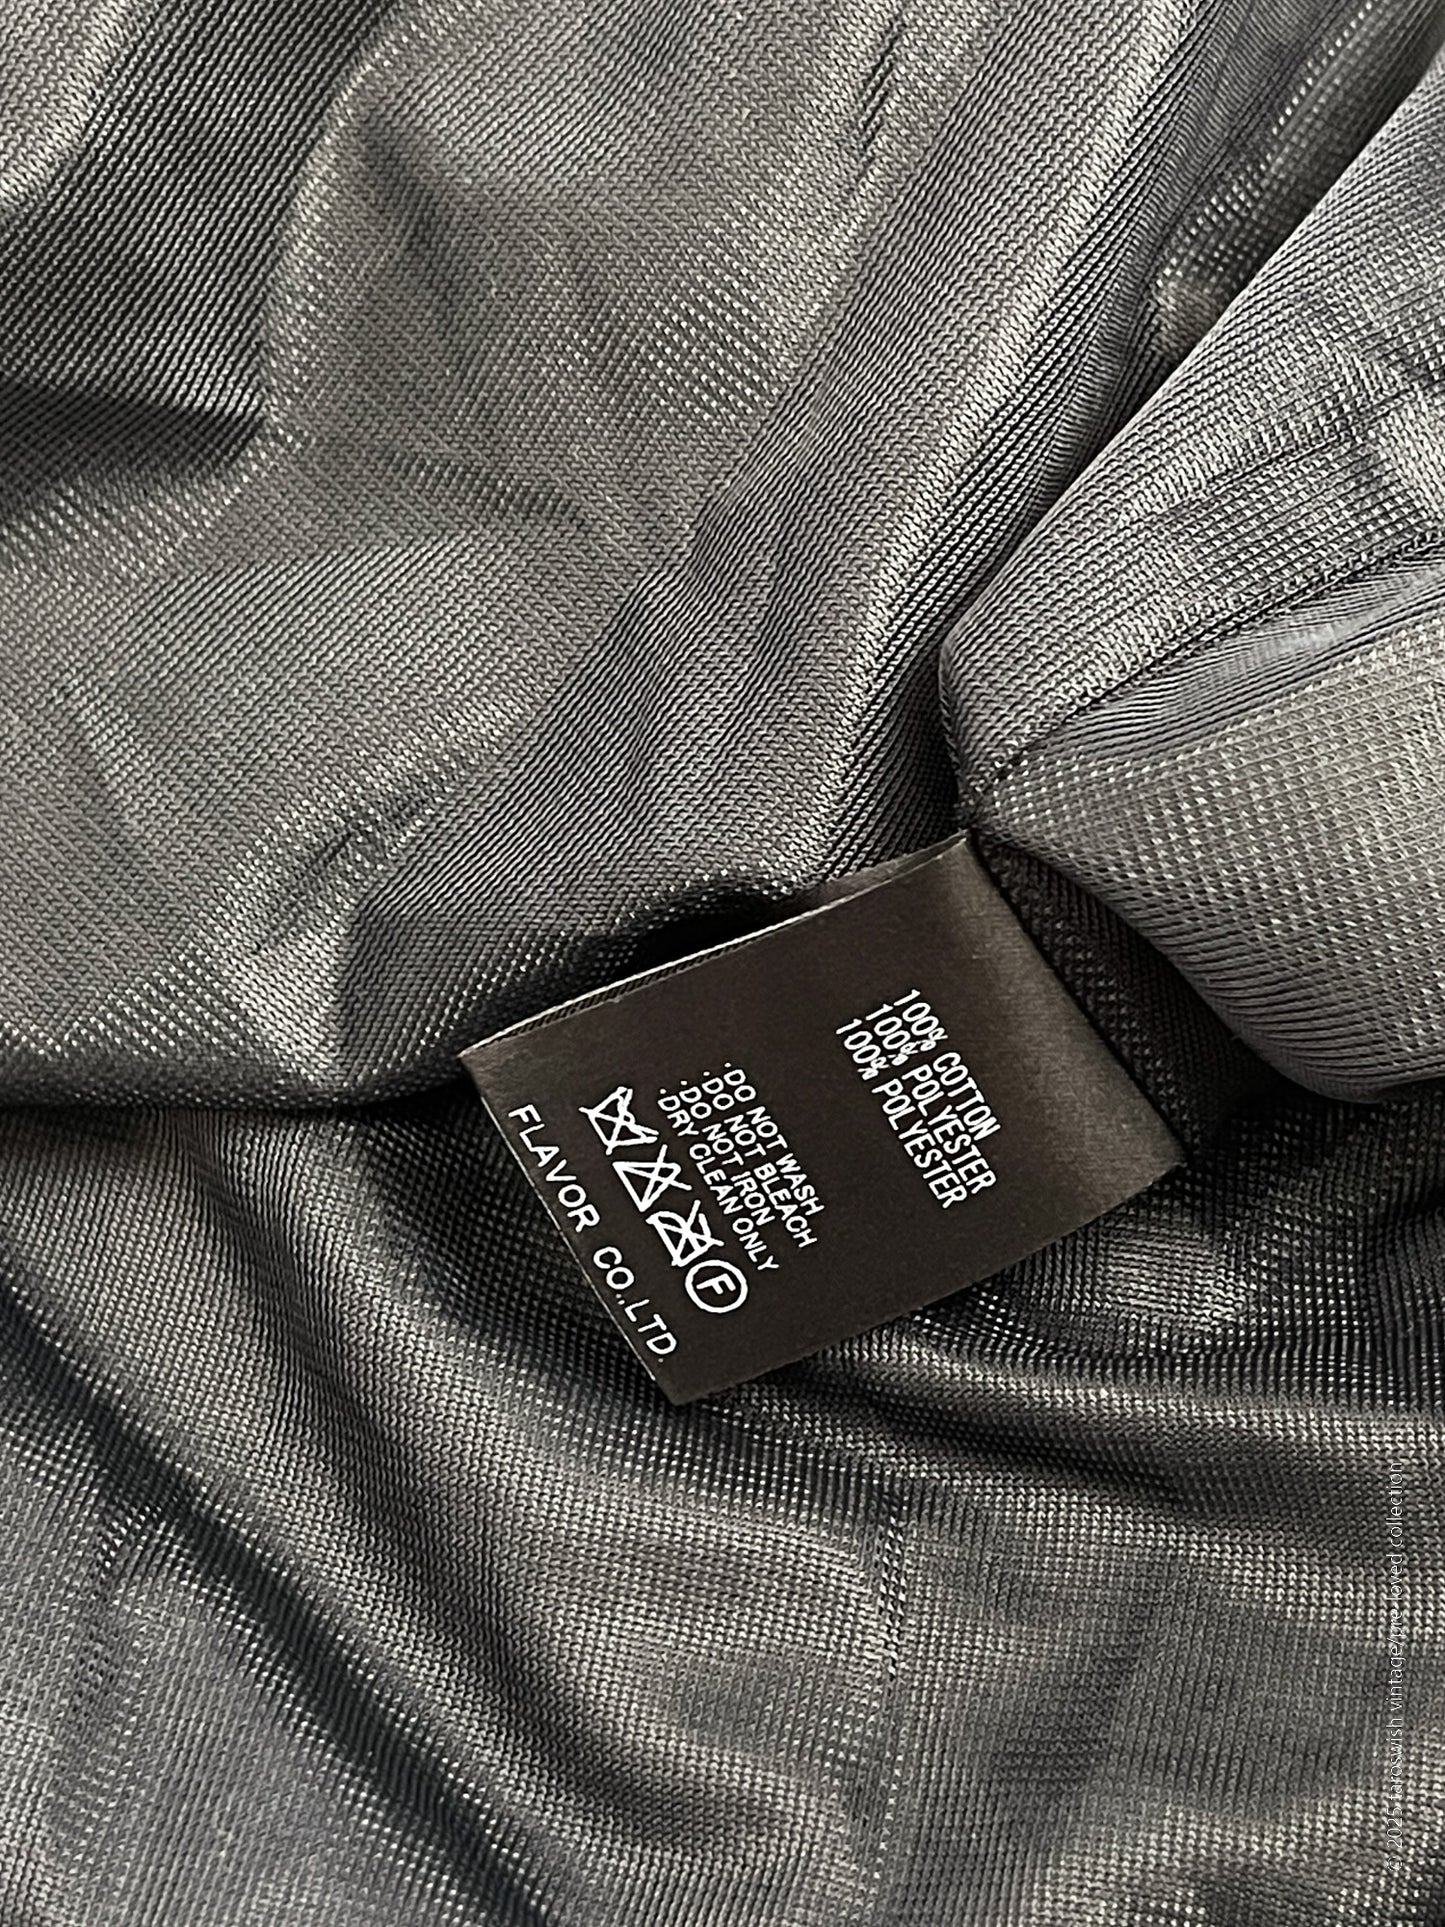 100% COTTON
100% POLYESTER
100% POLYESTER
.DO NOT WASH
.DO NOT BLEACH
.DO NOT IRON
.DRY CLEAN ONLY
F
FLAVOR CO.,LTD.
© 2025 taroswish vintage/pre-loved collection